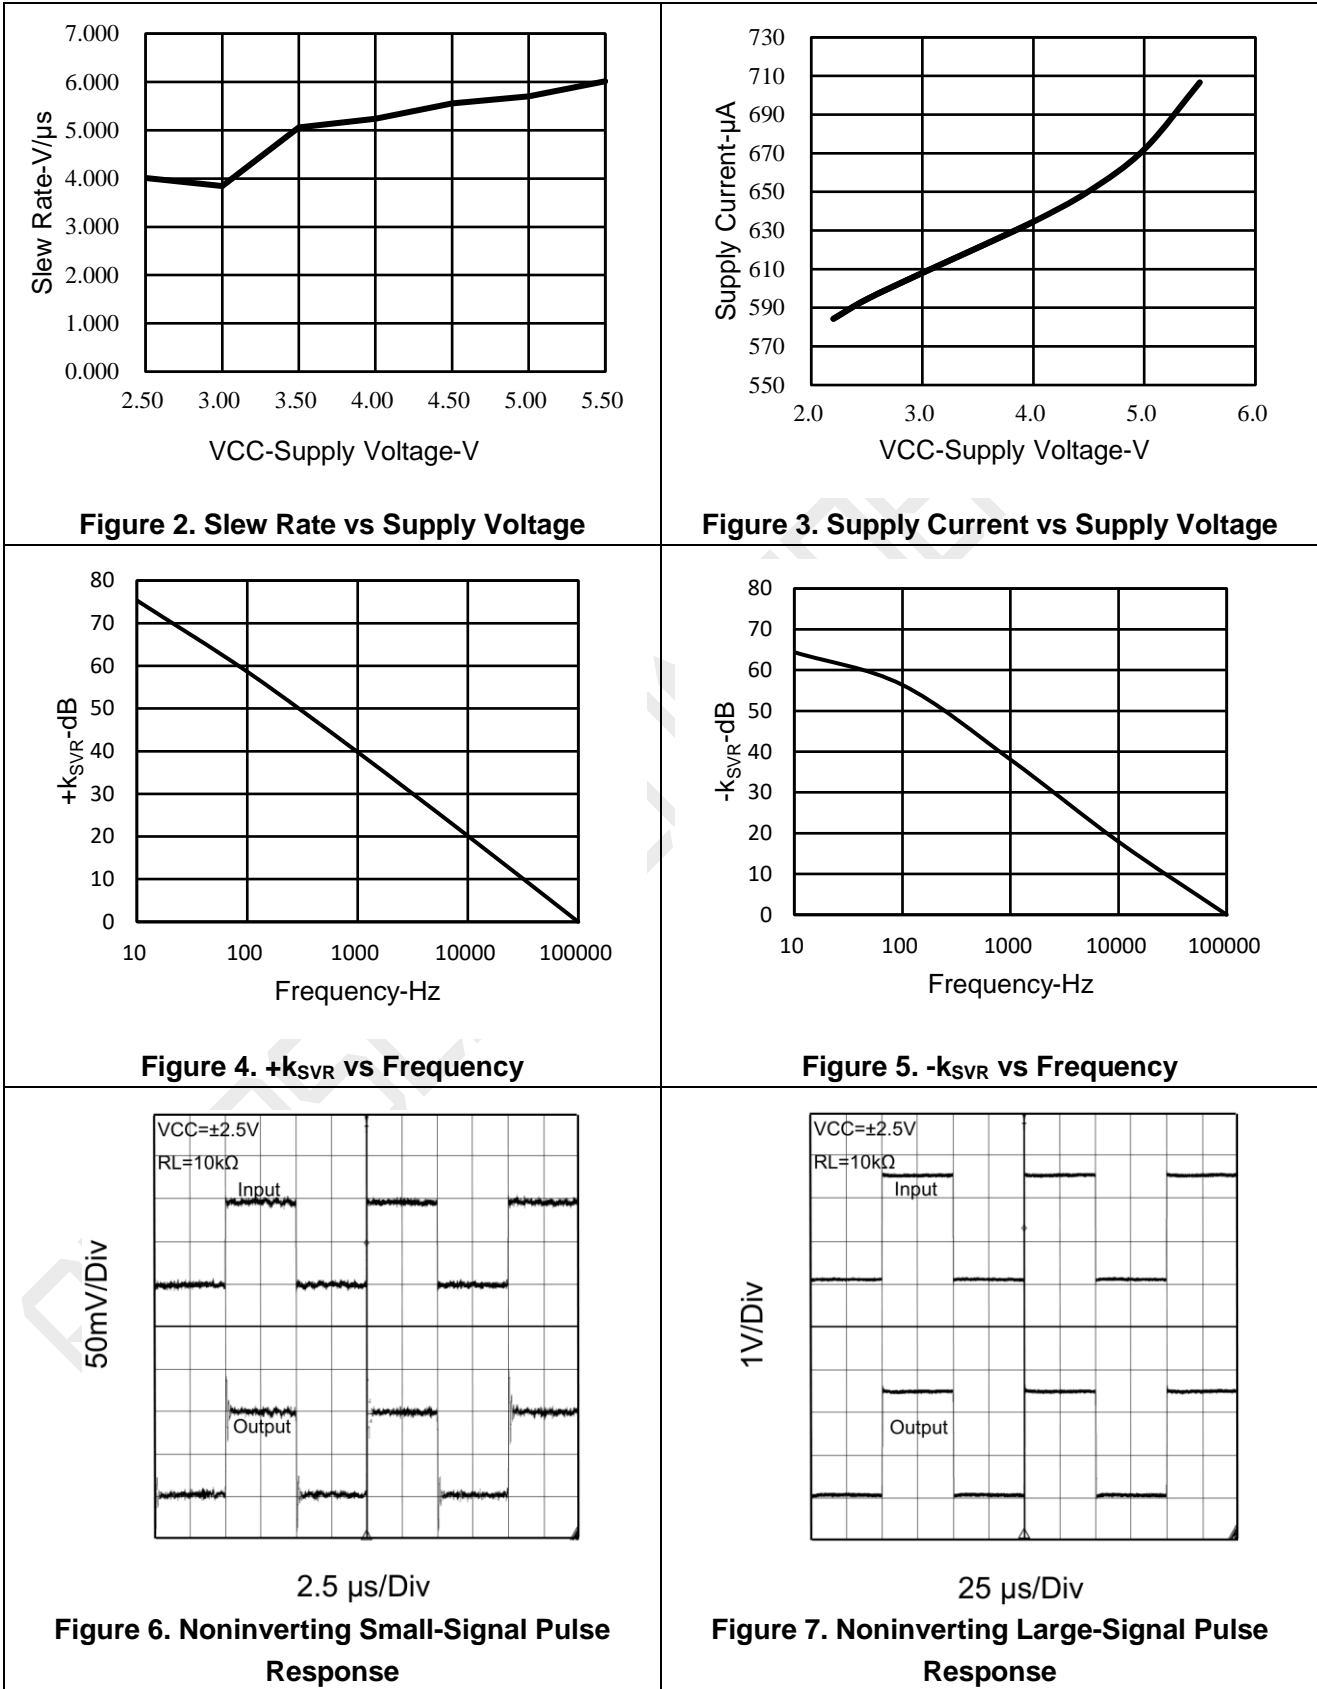 7.000
6.000
5.000
4.000
3.000
2.000
1.000
0.000
Slew Rate-V/μs
2.50 3.00 3.50 4.00 4.50 5.00 5.50
VCC-Supply Voltage-V
Figure 2. Slew Rate vs Supply Voltage
730
710
690
670
650
630
610
590
570
550
Supply Current-μA
2.0 3.0 4.0 5.0 6.0
VCC-Supply Voltage-V
Figure 3. Supply Current vs Supply Voltage
80
70
60
50
40
30
20
10
0
+kSVR-dB
10 100 1000 10000 100000
Frequency-Hz
Figure 4. +kSVR vs Frequency
80
70
60
50
40
30
20
10
0
-kSVR-dB
10 100 1000 10000 100000
Frequency-Hz
Figure 5. -kSVR vs Frequency
VCC=±2.5V
RL=10kΩ
Input
Output
50mV/Div
2.5 μs/Div
Figure 6. Noninverting Small-Signal Pulse
Response
VCC=±2.5V
RL=10kΩ
Input
Output
1V/Div
25 μs/Div
Figure 7. Noninverting Large-Signal Pulse
Response